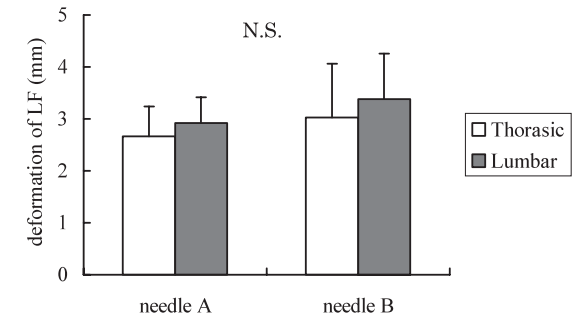 5
N.S.
4
3
2
1
0
deformation of LF (mm)
Thorasic
Lumbar
needle A
needle B